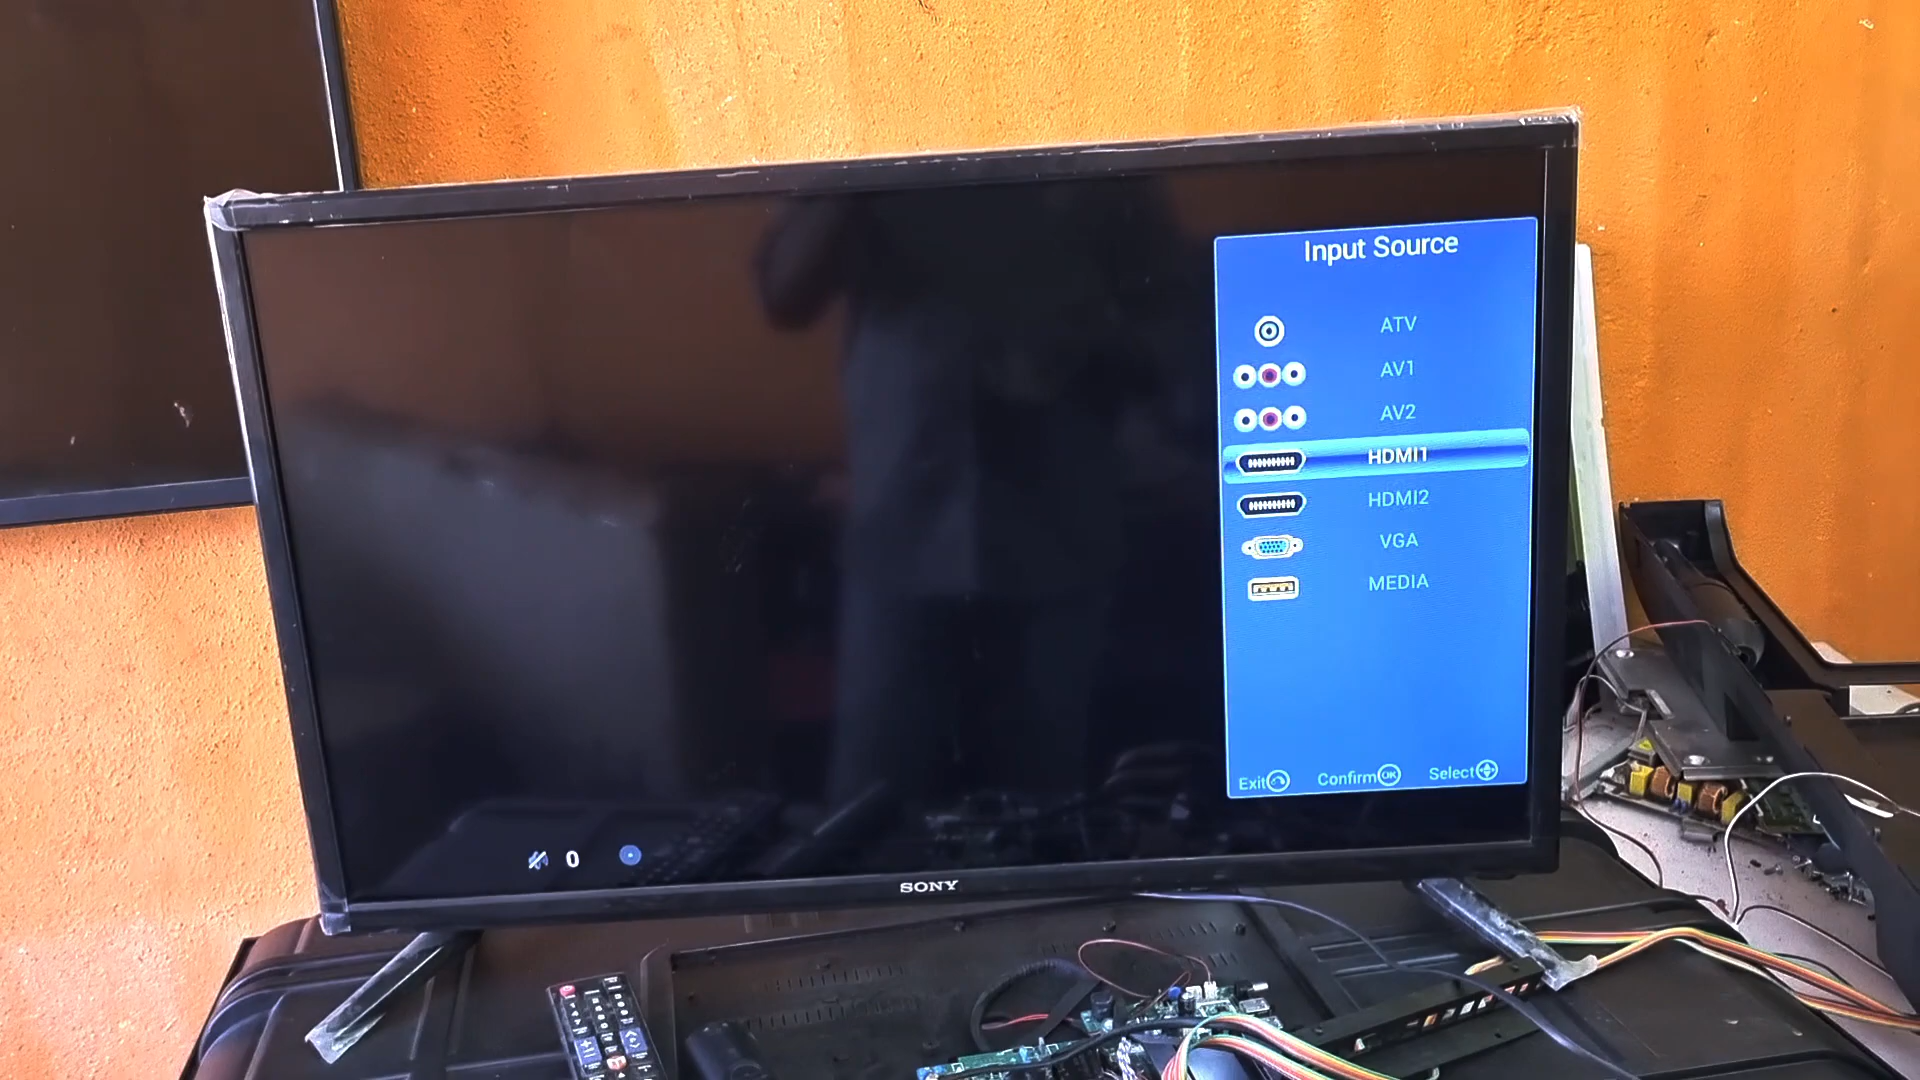 Input Source
ATV
AV1
AV2
HDMI1
HDMI2
VGA
MEDIA
Exit Confirm OK Select
0
SONY